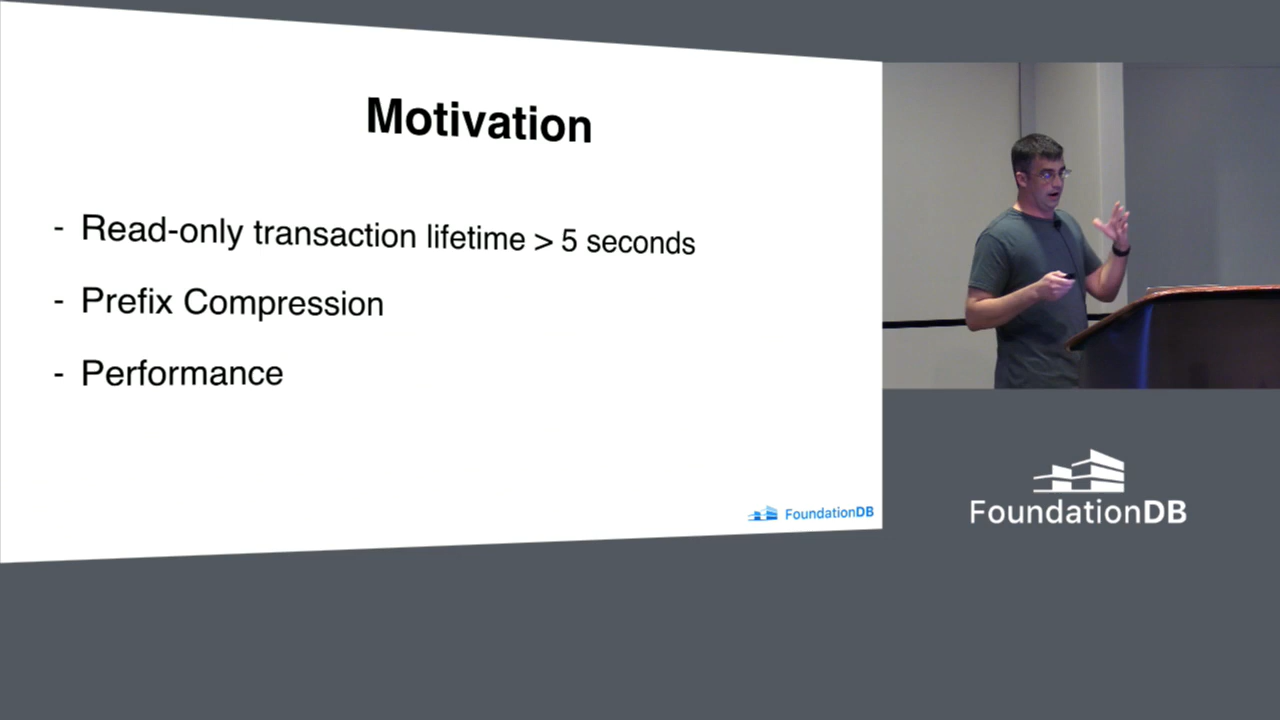 Motivation
- Read-only transaction lifetime > 5 seconds
- Prefix Compression
- Performance
FoundationDB
FoundationDB